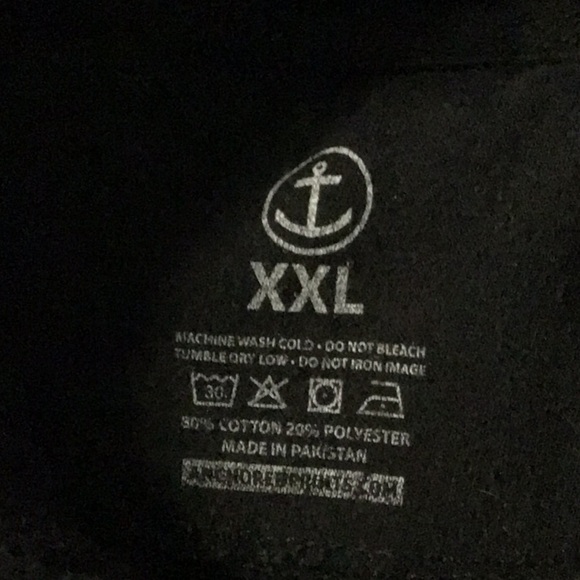 XXL
MACHINE WASH COLD • DO NOT BLEACH
TUMBLE DRY LOW • DO NOT IRON IMAGE
30°
80% COTTON 20% POLYESTER
MADE IN PAKISTAN